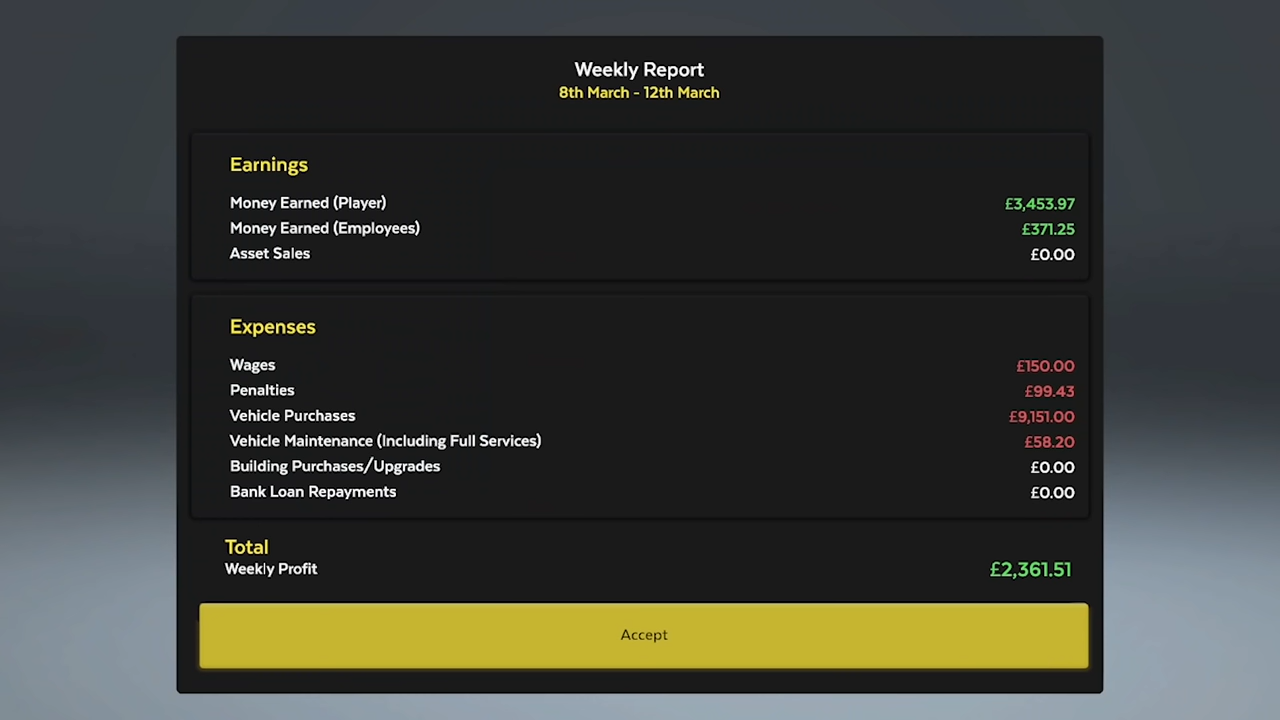 Weekly Report
8th March - 12th March
Earnings
Money Earned (Player) £3,453.97
Money Earned (Employees) £371.25
Asset Sales £0.00
Expenses
Wages £150.00
Penalties £99.43
Vehicle Purchases £9,151.00
Vehicle Maintenance (Including Full Services) £58.20
Building Purchases/Upgrades £0.00
Bank Loan Repayments £0.00
Total
Weekly Profit £2,361.51
Accept